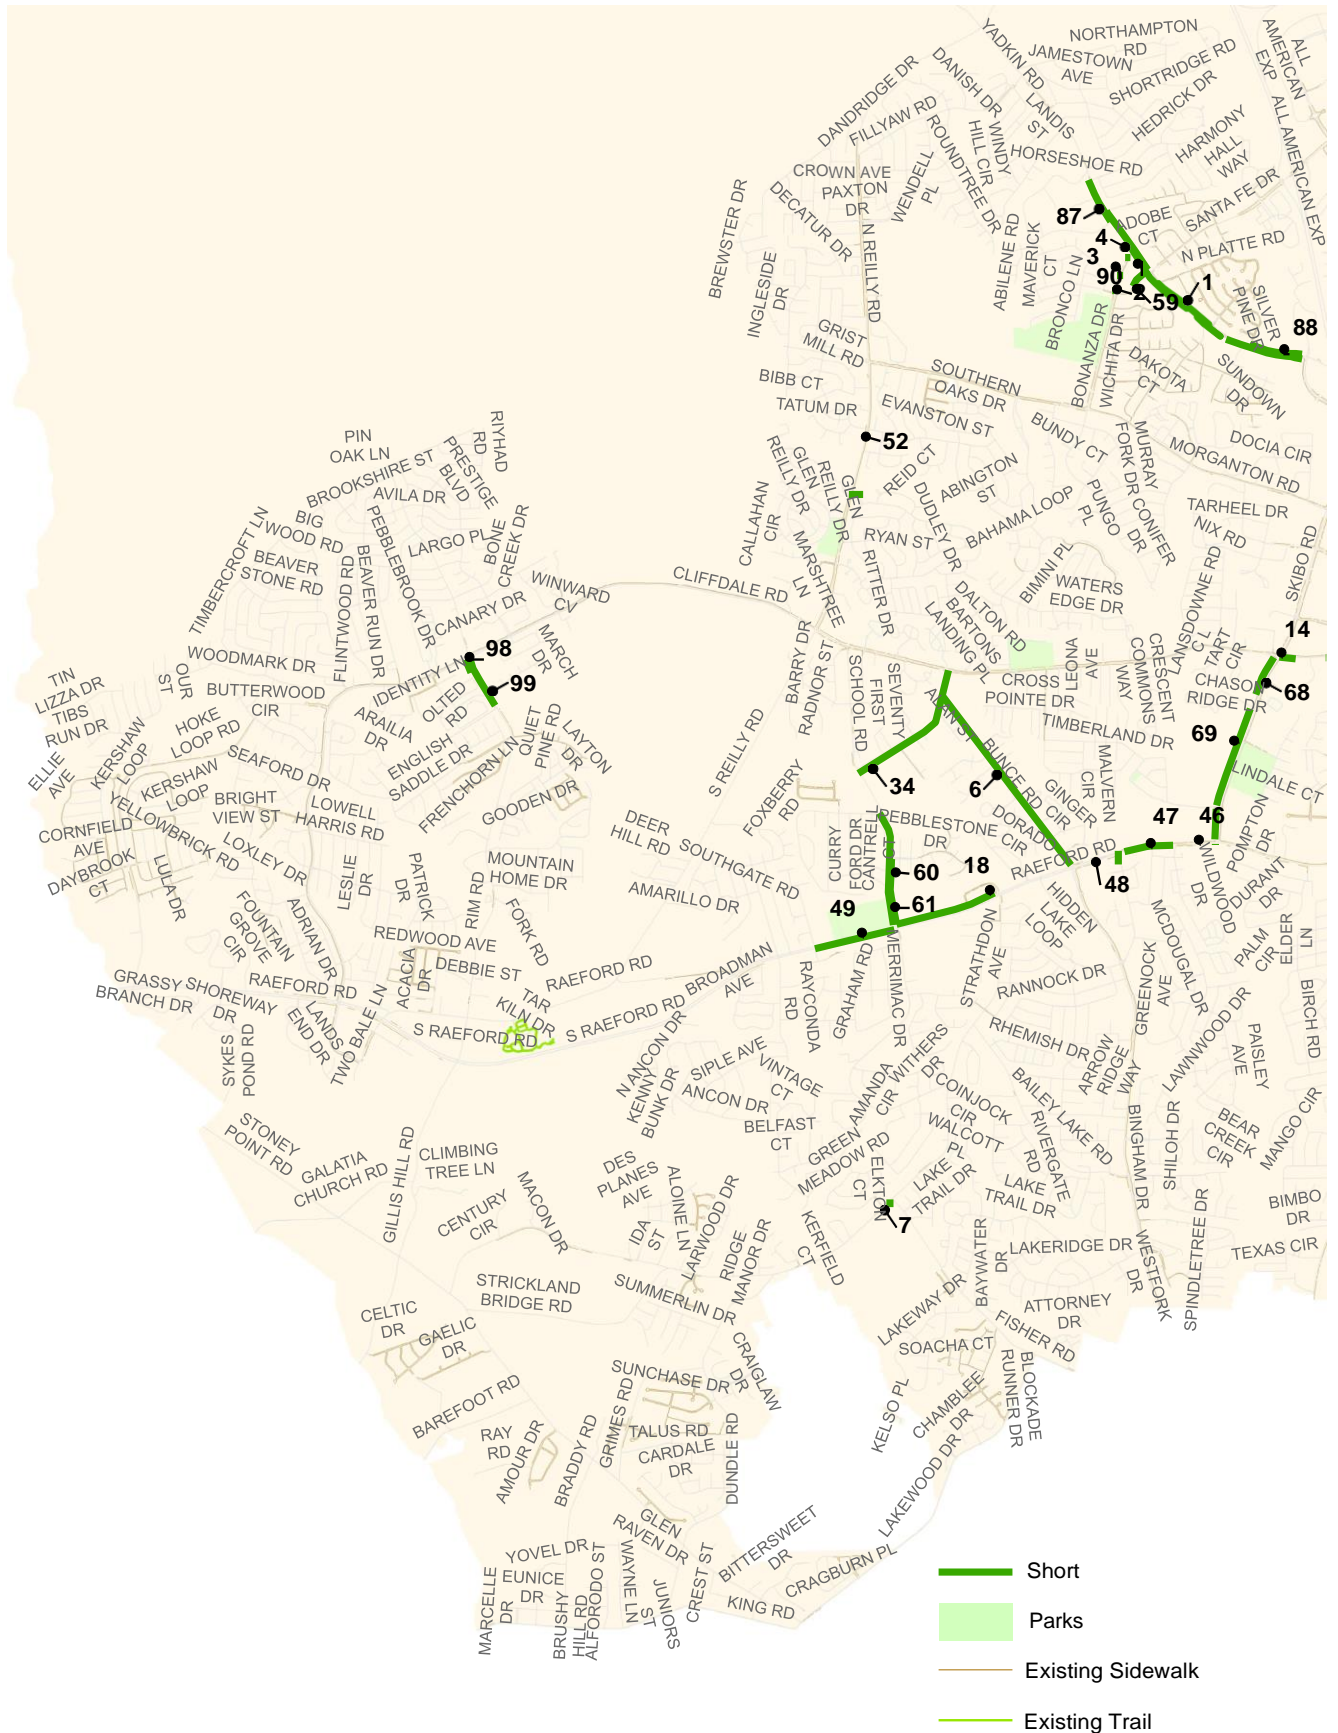 NORTHAMPTON
RD
YADKIN RD
JAMESTOWN
AVE
ALL
AMERICAN
EXP
SHORTRIDGE RD
DANISH DR
DANDRIDGE DR
LANDIS
ST
HEDRICK DR
ALL AMERICAN EXP
FILLYAW RD
ROUNDTREE DR
WINDY
HILL CIR
HARMONY
HALL
WAY
HORSESHOE RD
CROWN AVE
PAXTON
DR
WENDELL
PL
SANTA FE DR
BREWSTER DR
DECATUR DR
N REILLY RD
87
ADOBE
CT
4
N PLATTE RD
ABILENE RD
MAVERICK
CT
3
90
2
59
1
INGLESIDE
DR
BRONCO LN
SILVER
PINE DR
88
GRIST
MILL RD
BONANZA DR
WICHITA DR
DAKOTA
CT
SUNDOWN
DR
BIBB CT
SOUTHERN
OAKS DR
TATUM DR
EVANSTON ST
BUNDY CT
MURRAY
FORK DR
DOCIA CIR
MORGANTON RD
52
PIN
OAK LN
RIYHAD
RD
PRESTIGE
BLVD
BROOKSHIRE ST
AVILA DR
GLEN
REILLY DR
GLEN
REILLY DR
REID CT
ABINGTON
ST
DUDLEY DR
PUNGO
PL
CONIFER
DR
TARHEEL DR
BIG
WOOD RD
PEBBLEBROOK DR
LARGO PL
BONE
CREEK DR
CALLAHAN
CIR
BAHAMA LOOP
NIX RD
RYAN ST
SKIBO RD
TIMBERCROFT LN
BEAVER
STONE RD
FLINTWOOD RD
BEAVER RUN DR
WINWARD
CV
CLIFFDALE RD
MARSHTREE
LN
RITTER DR
BIMINI PL
WATERS
EDGE DR
CANARY DR
DALTON RD
BARTONS
LANDING PL
LANSDOWNE RD
WOODMARK DR
98
MARCH
DR
BARRY DR
RADNOR ST
LEONA
AVE
CRESCENT
COMMONS
WAY
L
CT
TART
CIR
14
OUR
ST
IDENTITY LN
99
SCHOOL RD
SEVENTY
FIRST
CROSS
POINTE DR
CHASON
RIDGE DR
68
TIN
LIZZA DR
TIBS
RUN DR
BUTTERWOOD
CIR
OLTED
RD
ARAILIA
DR
QUIET
PINE RD
LAYTON
DR
ALAN ST
TIMBERLAND DR
69
HOKE
LOOP RD
ENGLISH
SADDLE DR
S REILLY RD
BUNCE RD
ELLIE
AVE
KERSHAW
LOOP
KERSHAW
LOOP
SEAFORD DR
FRENCHORN LN
34
6
MALVERN
CIR
LINDALE CT
GOODEN DR
FOXBERRY
RD
GINGER
CIR
YELLOWBRICK RD
BRIGHT
VIEW ST
LOWELL
HARRIS RD
PEBBLESTONE
DR
DORADO
CIR
47
46
POMPTON
DR
CORNFIELD
AVE
LOXLEY DR
DEER
HILL RD
CURRY
FORD DR
CANTRELL
CT
RAEFORD RD
WILDWOOD
DR
DAYBROOK
CT
LULA DR
LESLIE
DR
PATRICK
DR
MOUNTAIN
HOME DR
RIM RD
SOUTHGATE RD
60
18
48
DURANT
DR
AMARILLO DR
61
HIDDEN
LAKE
LOOP
MCDOUGAL DR
FOUNTAIN
GROVE
CIR
ADRIAN DR
FORK RD
49
PALM
CIR
ELDER
LN
REDWOOD AVE
STRATHDON
AVE
ACACIA
DR
DEBBIE ST
RAEFORD RD
BROADMAN
AVE
MERRIMAC DR
RANNOCK DR
GREENOCK
AVE
GRASSY
BRANCH DR
SHOREWAY
DR
RAEFORD RD
TAR
KILN DR
RAYCONDA
RD
GRAHAM RD
BIRCH RD
LANDS
END DR
TWO BALE LN
S RAEFORD RD
S RAEFORD RD
RHEMISH DR
LAWNWOOD DR
SYKES
POND RD
N ANCON DR
SIPLE AVE
WITHERS
DR
ARROW
RIDGE
WAY
PAISLEY
AVE
KENNY
BUNK DR
VINTAGE
CT
AMANDA
CIR
COINJOCK
CIR
BAILEY LAKE RD
ANCON DR
BELFAST
CT
WALCOTT
PL
BINGHAM DR
SHILOH DR
BEAR
CREEK
CIR
MANGO CIR
STONEY
POINT RD
GREEN
MEADOW RD
RIVERGATE
RD
GALATIA
CHURCH RD
CLIMBING
TREE LN
DES
PLANES
AVE
ELKTON
CT
LAKE
TRAIL DR
LAKE
TRAIL DR
GILLIS HILL RD
CENTURY
CIR
MACON DR
ALOINE LN
LARWOOD DR
7
SPINDLETREE DR
BIMBO
DR
IDA
ST
RIDGE
MANOR DR
KERFIELD
CT
BAYWATER
DR
LAKERIDGE DR
WESTFORK
DR
TEXAS CIR
STRICKLAND
BRIDGE RD
SUMMERLIN DR
LAKEWAY DR
ATTORNEY
DR
CELTIC
DR
GAELIC
DR
FISHER RD
SOACHA CT
CRAIGLAW
DR
SUNCHASE DR
BLOCKADE
RUNNER DR
BAREFOOT RD
GRIMES RD
KELSO PL
CHAMBLEE
DR
RAY
RD
TALUS RD
CARDALE
DR
AMOUR DR
BRADDY RD
DUNDLE RD
LAKEWOOD DR
GLEN
RAVEN DR
BITTERSWEET
DR
YOVEL DR
CRAGBURN PL
EUNICE
DR
WAYNE LN
CREST ST
MARCELLE
DR
BRUSHY
HILL RD
ALFORODO ST
JUNIORS
ST
KING RD
Short
Parks
Existing Sidewalk
Existing Trail